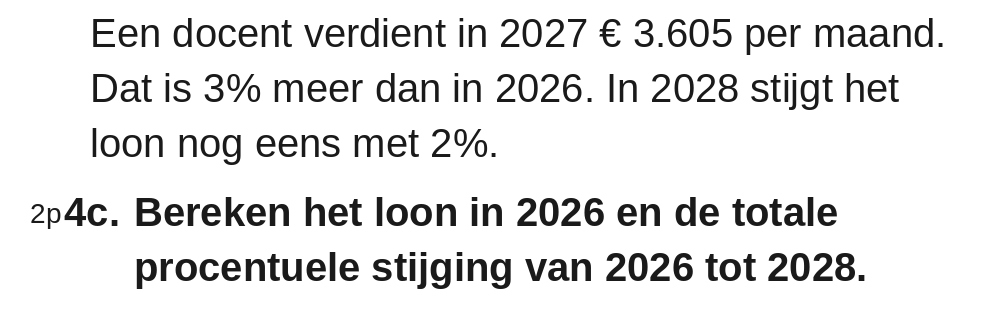 Een docent verdient in 2027 € 3.605 per maand.
Dat is 3% meer dan in 2026. In 2028 stijgt het
loon nog eens met 2%.
2p4c. Bereken het loon in 2026 en de totale
procentuele stijging van 2026 tot 2028.